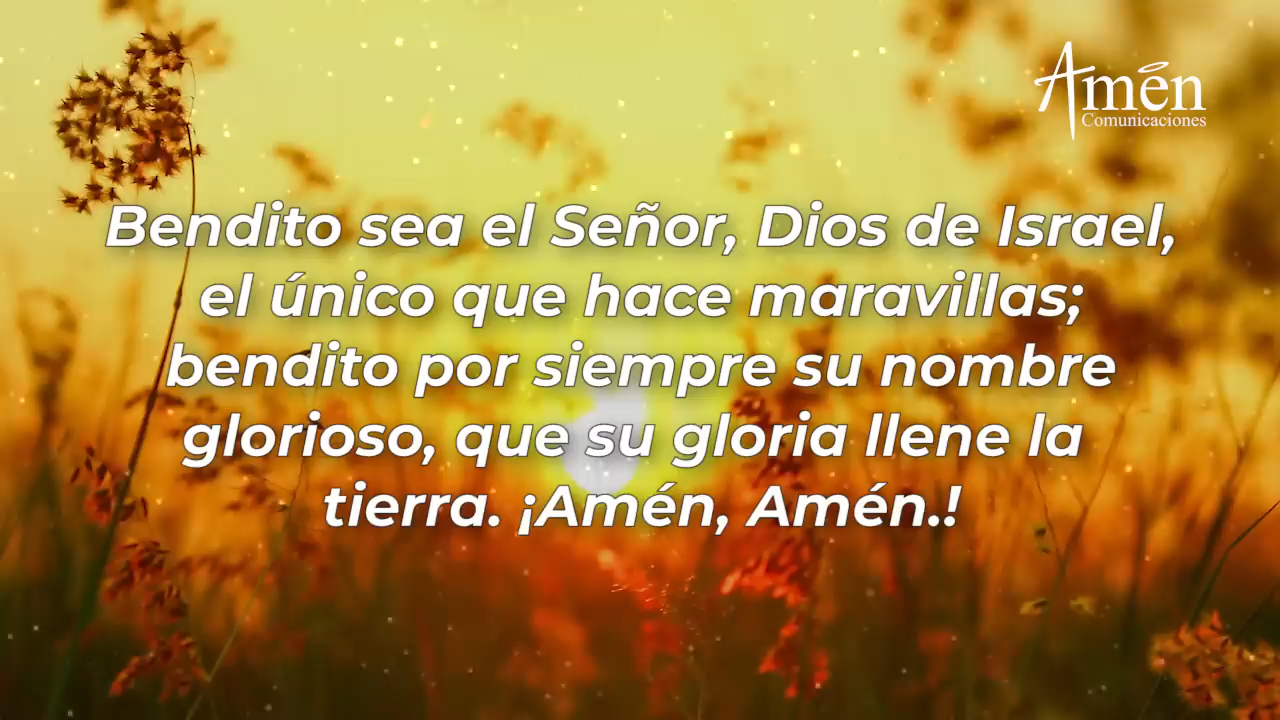 Amén
Comunicaciones
Bendito sea el Señor, Dios de Israel,
el único que hace maravillas;
bendito por siempre su nombre
glorioso, que su gloria llene la
tierra. ¡Amén, Amén.!